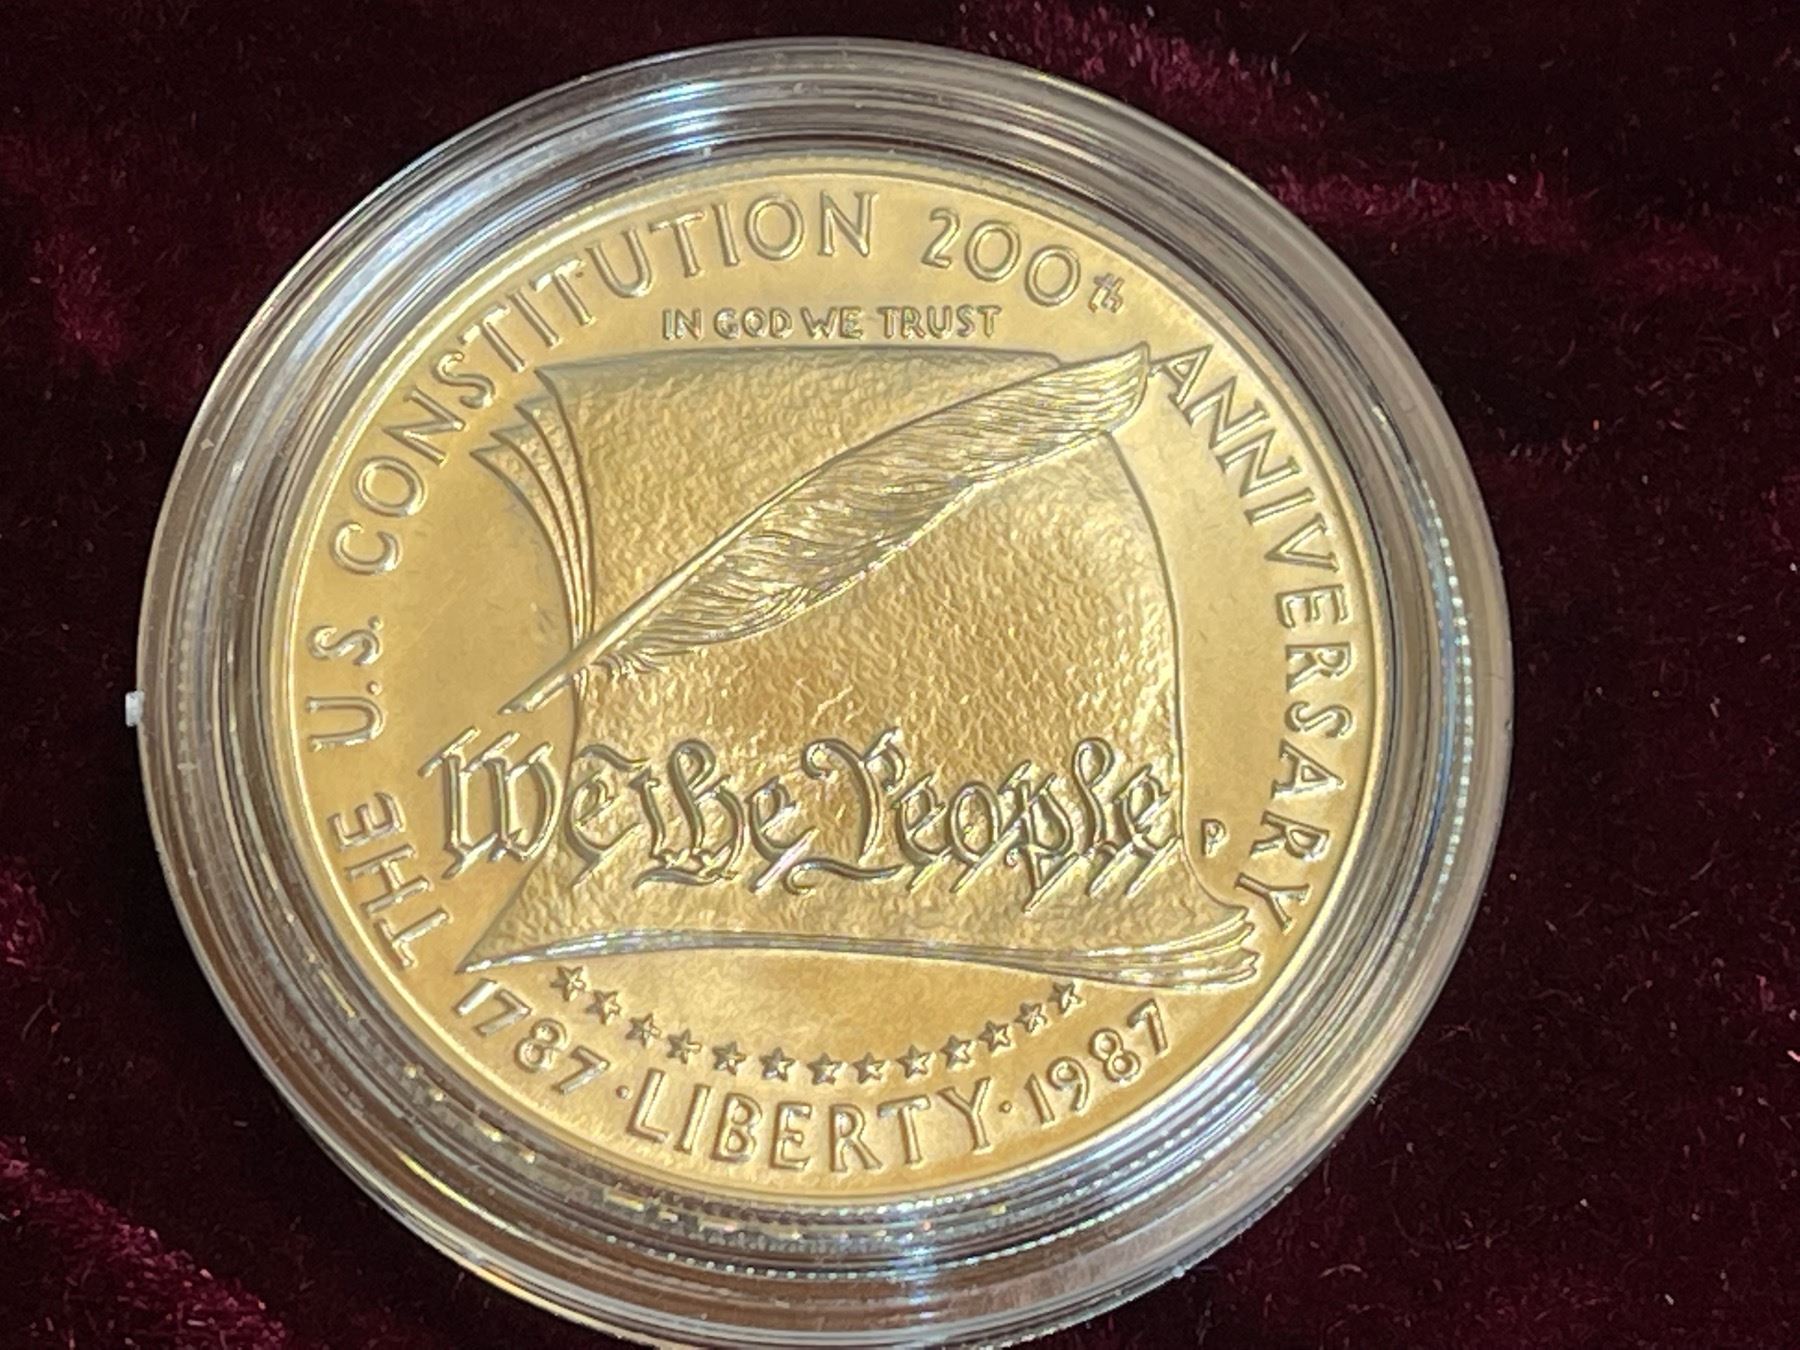 THE U.S. CONSTITUTION 200th ANNIVERSARY
IN GOD WE TRUST
We the People
P
1787·LIBERTY·1987